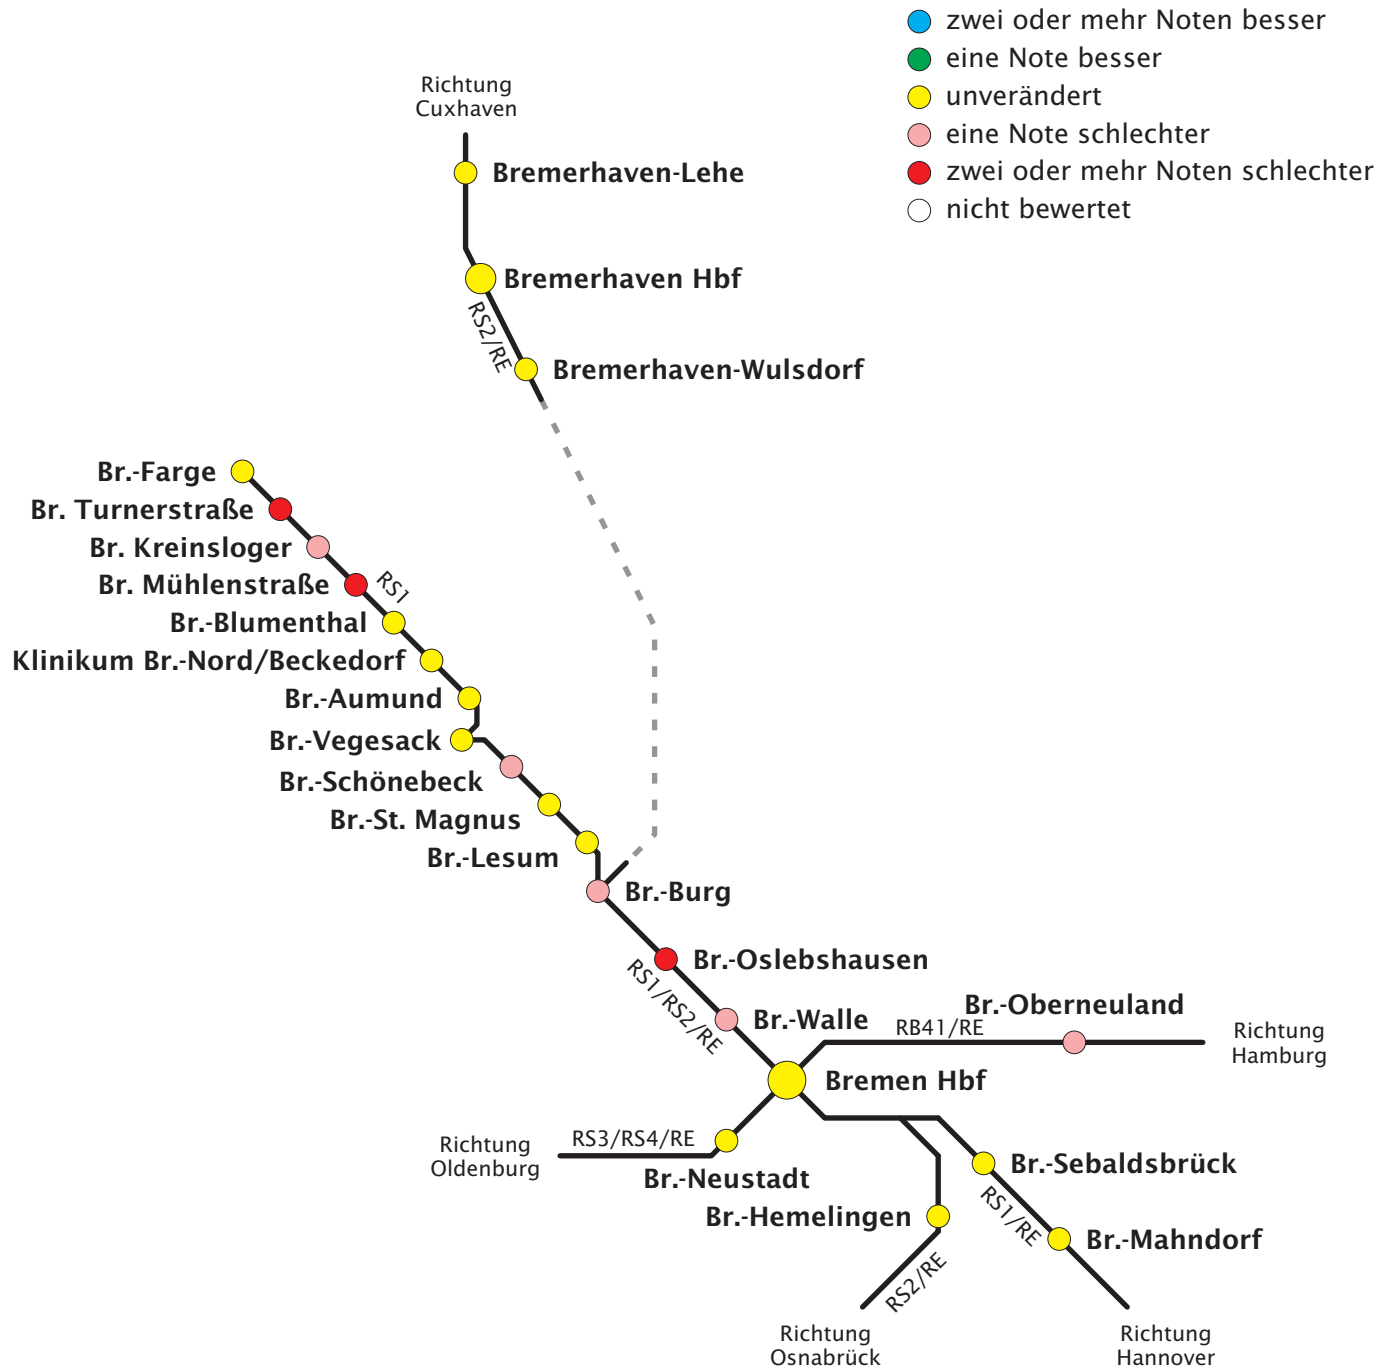 zwei oder mehr Noten besser
eine Note besser
unverändert
eine Note schlechter
zwei oder mehr Noten schlechter
nicht bewertet
Richtung
Cuxhaven
Bremerhaven-Lehe
Bremerhaven Hbf
RS2/RE
Bremerhaven-Wulsdorf
Br.-Farge
Br. Turnerstraße
Br. Kreinsloger
Br. Mühlenstraße
RS1
Br.-Blumenthal
Klinikum Br.-Nord/Beckedorf
Br.-Aumund
Br.-Vegesack
Br.-Schönebeck
Br.-St. Magnus
Br.-Lesum
Br.-Burg
Br.-Oslebshausen
RS1/RS2/RE
Br.-Walle
Br.-Oberneuland
RB41/RE
Richtung
Hamburg
Bremen Hbf
RS3/RS4/RE
Richtung
Oldenburg
Br.-Neustadt
Br.-Sebaldsbrück
Br.-Hemelingen
RS1/RE
Br.-Mahndorf
RS2/RE
Richtung
Osnabrück
Richtung
Hannover